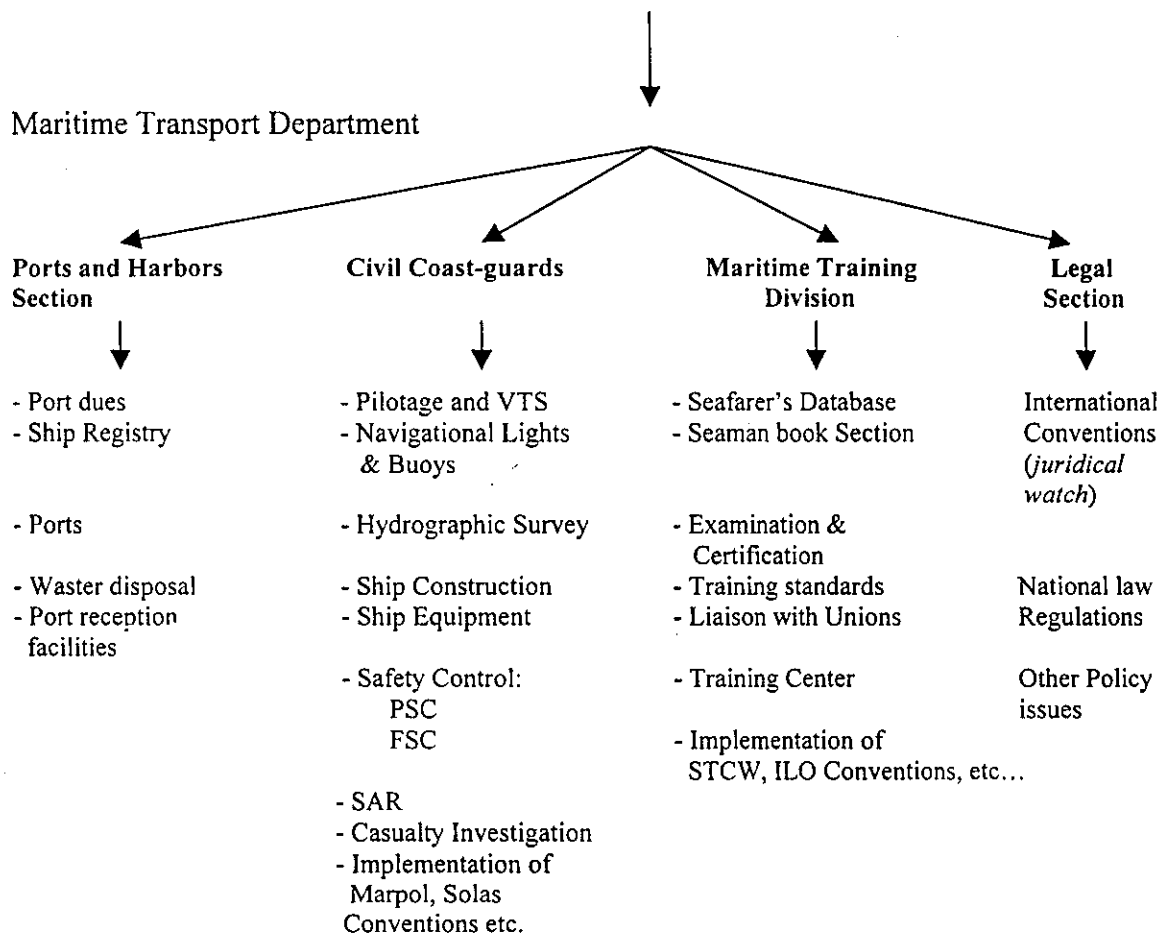 Maritime Transport Department
Ports and Harbors
Section
- Port dues
- Ship Registry
- Ports
- Waster disposal
- Port reception
facilities
Civil Coast-guards
- Pilotage and VTS
- Navigational Lights
& Buoys
- Hydrographic Survey
- Ship Construction
- Ship Equipment
- Safety Control:
PSC
FSC
- SAR
- Casualty Investigation
- Implementation of
Marpol, Solas
Conventions etc.
Maritime Training
Division
- Seafarer's Database
- Seaman book Section
- Examination &
Certification
- Training standards
- Liaison with Unions
- Training Center
- Implementation of
STCW, ILO Conventions, etc…
Legal
Section
International
Conventions
(juridical
watch)
National law
Regulations
Other Policy
issues